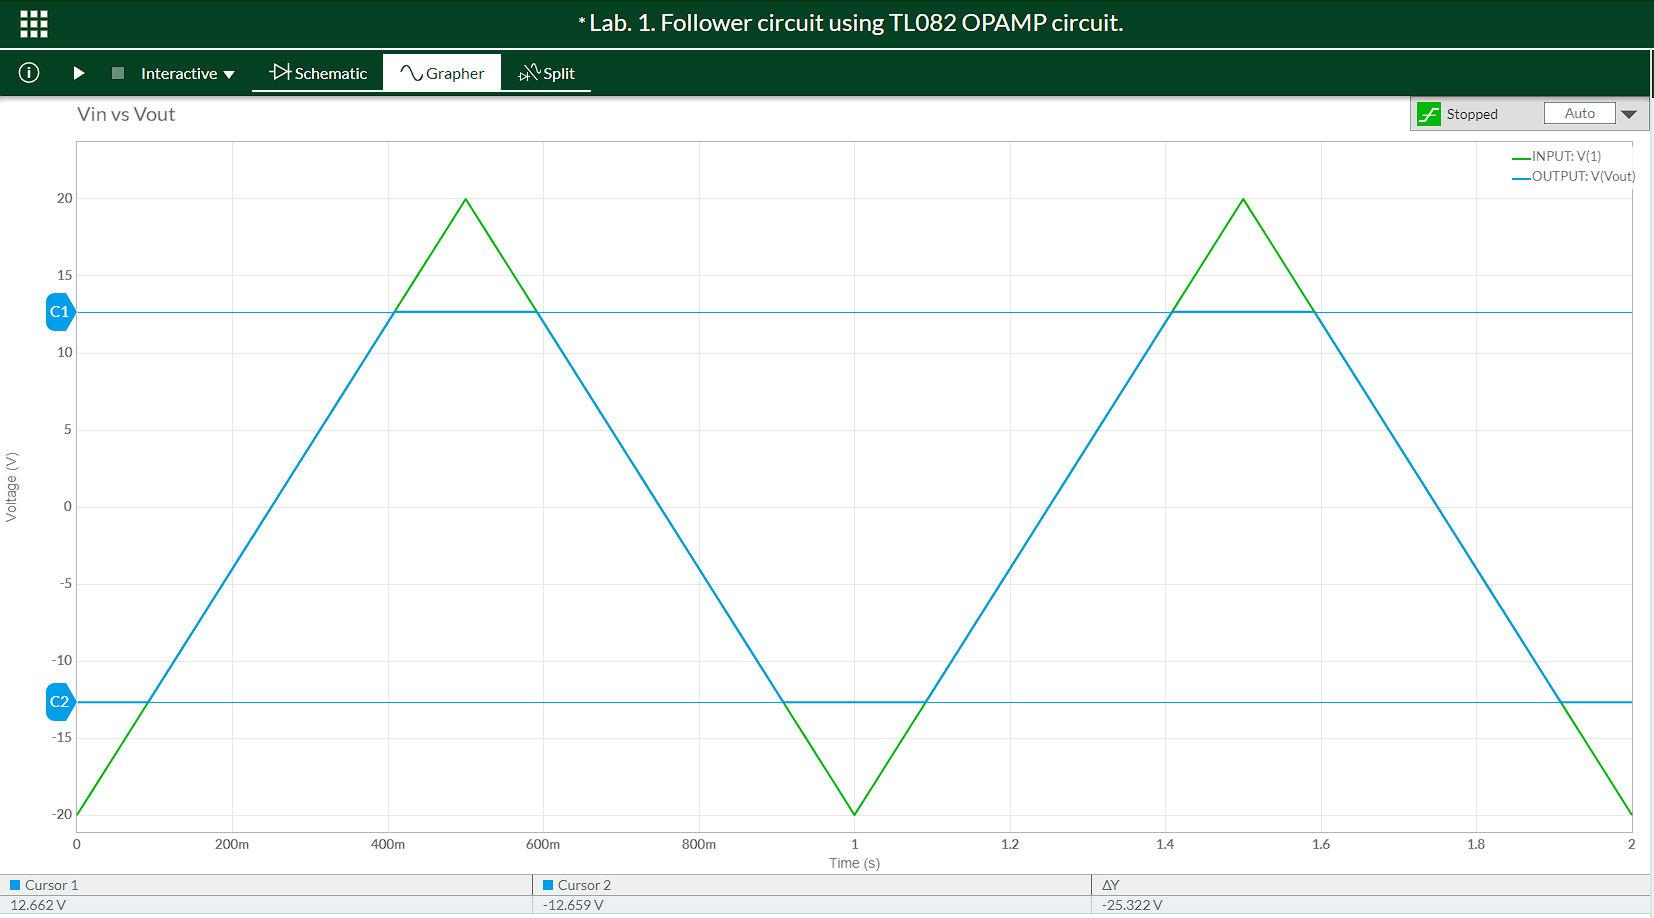 * Lab. 1. Follower circuit using TL082 OPAMP circuit.
Interactive Schematic Grapher Split
Vin vs Vout
Stopped Auto
INPUT: V(1)
OUTPUT: V(Vout)
20
15
C1
10
5
Voltage (V)
0
-5
-10
C2
-15
-20
0 200m 400m 600m 800m 1 1.2 1.4 1.6 1.8 2
Time (s)
Cursor 1 Cursor 2 ΔY
12.662 V -12.659 V -25.322 V